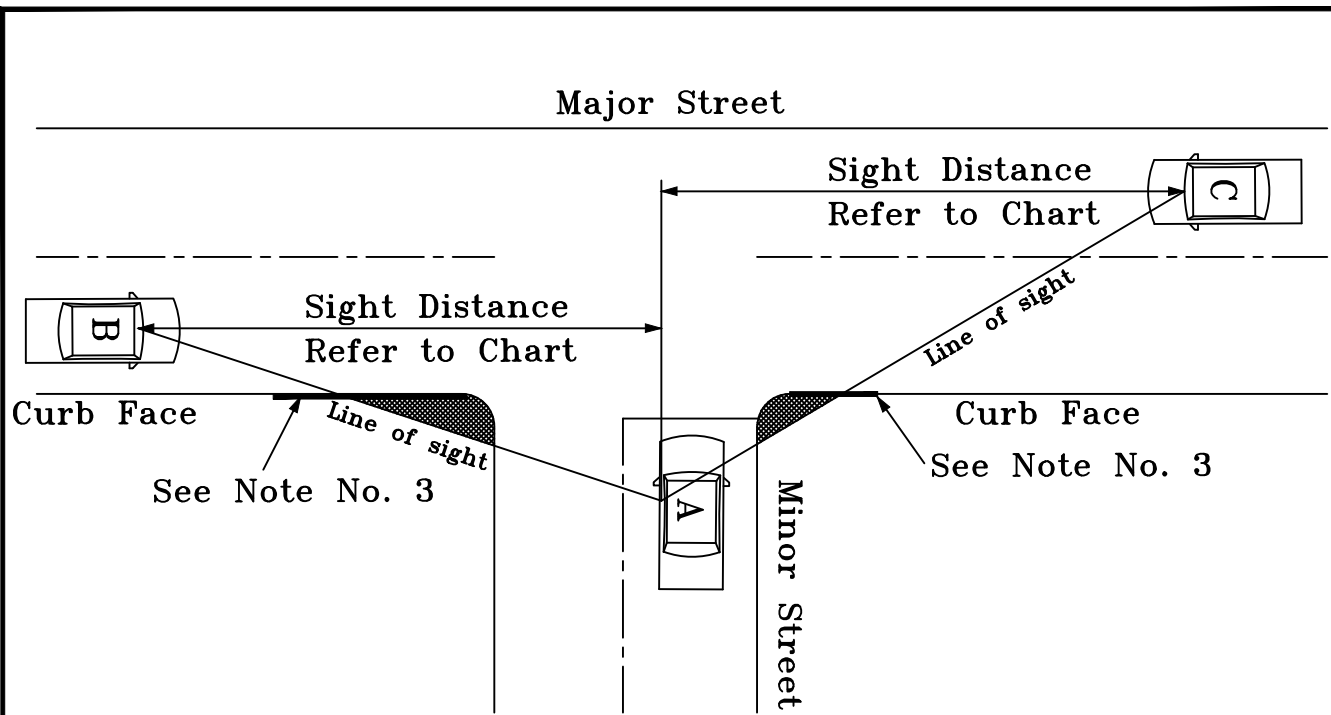 Major Street
Sight Distance
Refer to Chart
C
Line of sight
B
Sight Distance
Refer to Chart
Curb Face
Line of sight
See Note No. 3
A
Curb Face
See Note No. 3
Minor Street